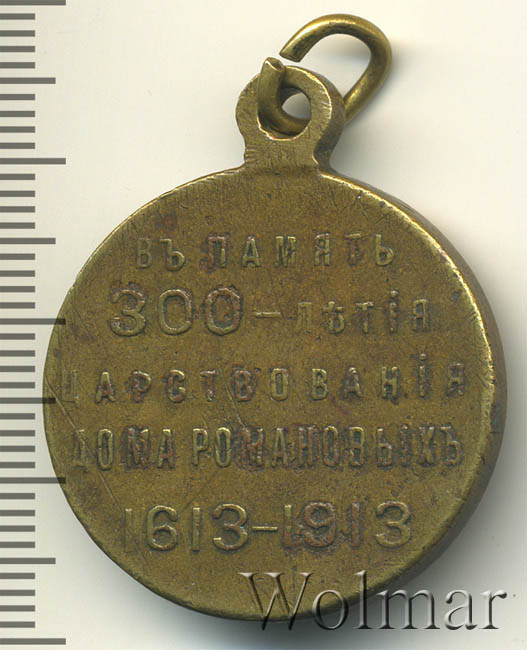 ВЪ ПАМЯТЬ
300-ЛѢТІЯ
ЦАРСТВОВАНІЯ
ДОМА РОМАНОВЫХЪ
1613-1913
Wolmar